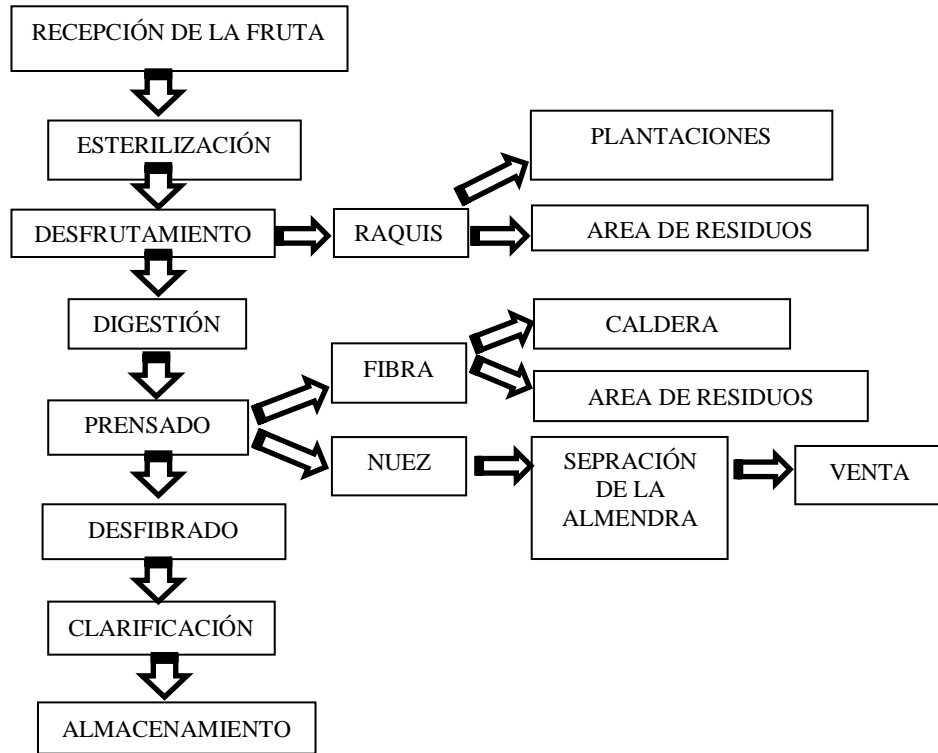 RECEPCIÓN DE LA FRUTA
ESTERILIZACIÓN
PLANTACIONES
DESFRUTAMIENTO
RAQUIS
AREA DE RESIDUOS
DIGESTIÓN
CALDERA
FIBRA
AREA DE RESIDUOS
PRENSADO
NUEZ
SEPRACIÓN
DE LA
ALMENDRA
VENTA
DESFIBRADO
CLARIFICACIÓN
ALMACENAMIENTO